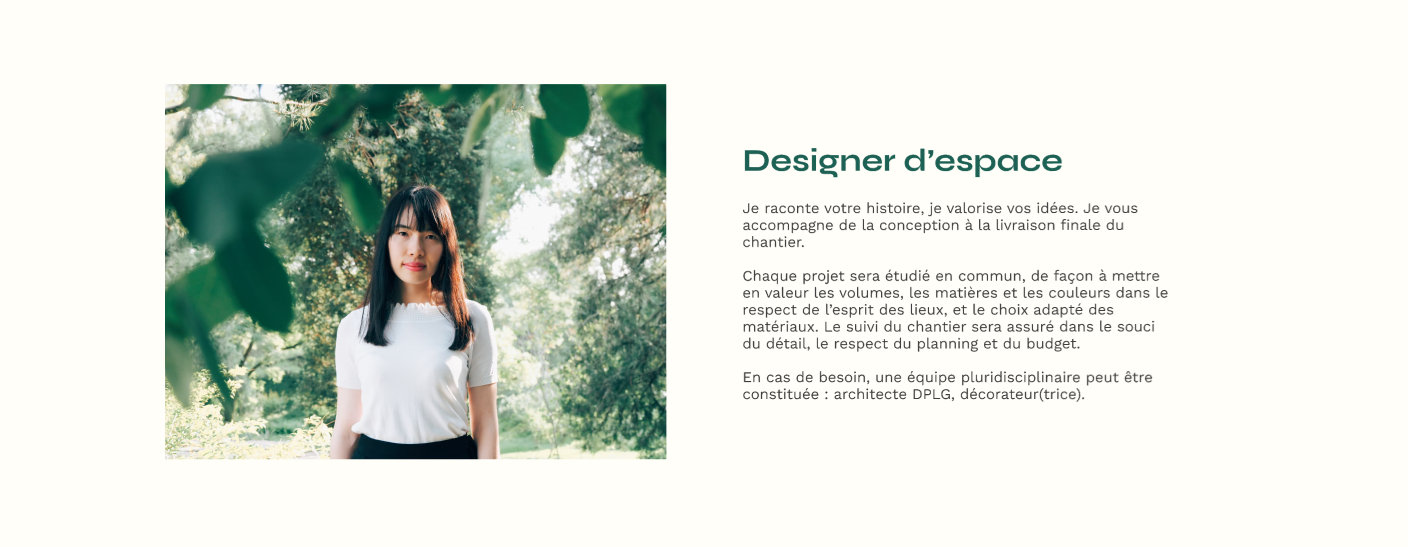 Designer d’espace
Je raconte votre histoire, je valorise vos idées. Je vous
accompagne de la conception à la livraison finale du
chantier.
Chaque projet sera étudié en commun, de façon à mettre
en valeur les volumes, les matières et les couleurs dans le
respect de l’esprit des lieux, et le choix adapté des
matériaux. Le suivi du chantier sera assuré dans le souci
du détail, le respect du planning et du budget.
En cas de besoin, une équipe pluridisciplinaire peut être
constituée : architecte DPLG, décorateur(trice).